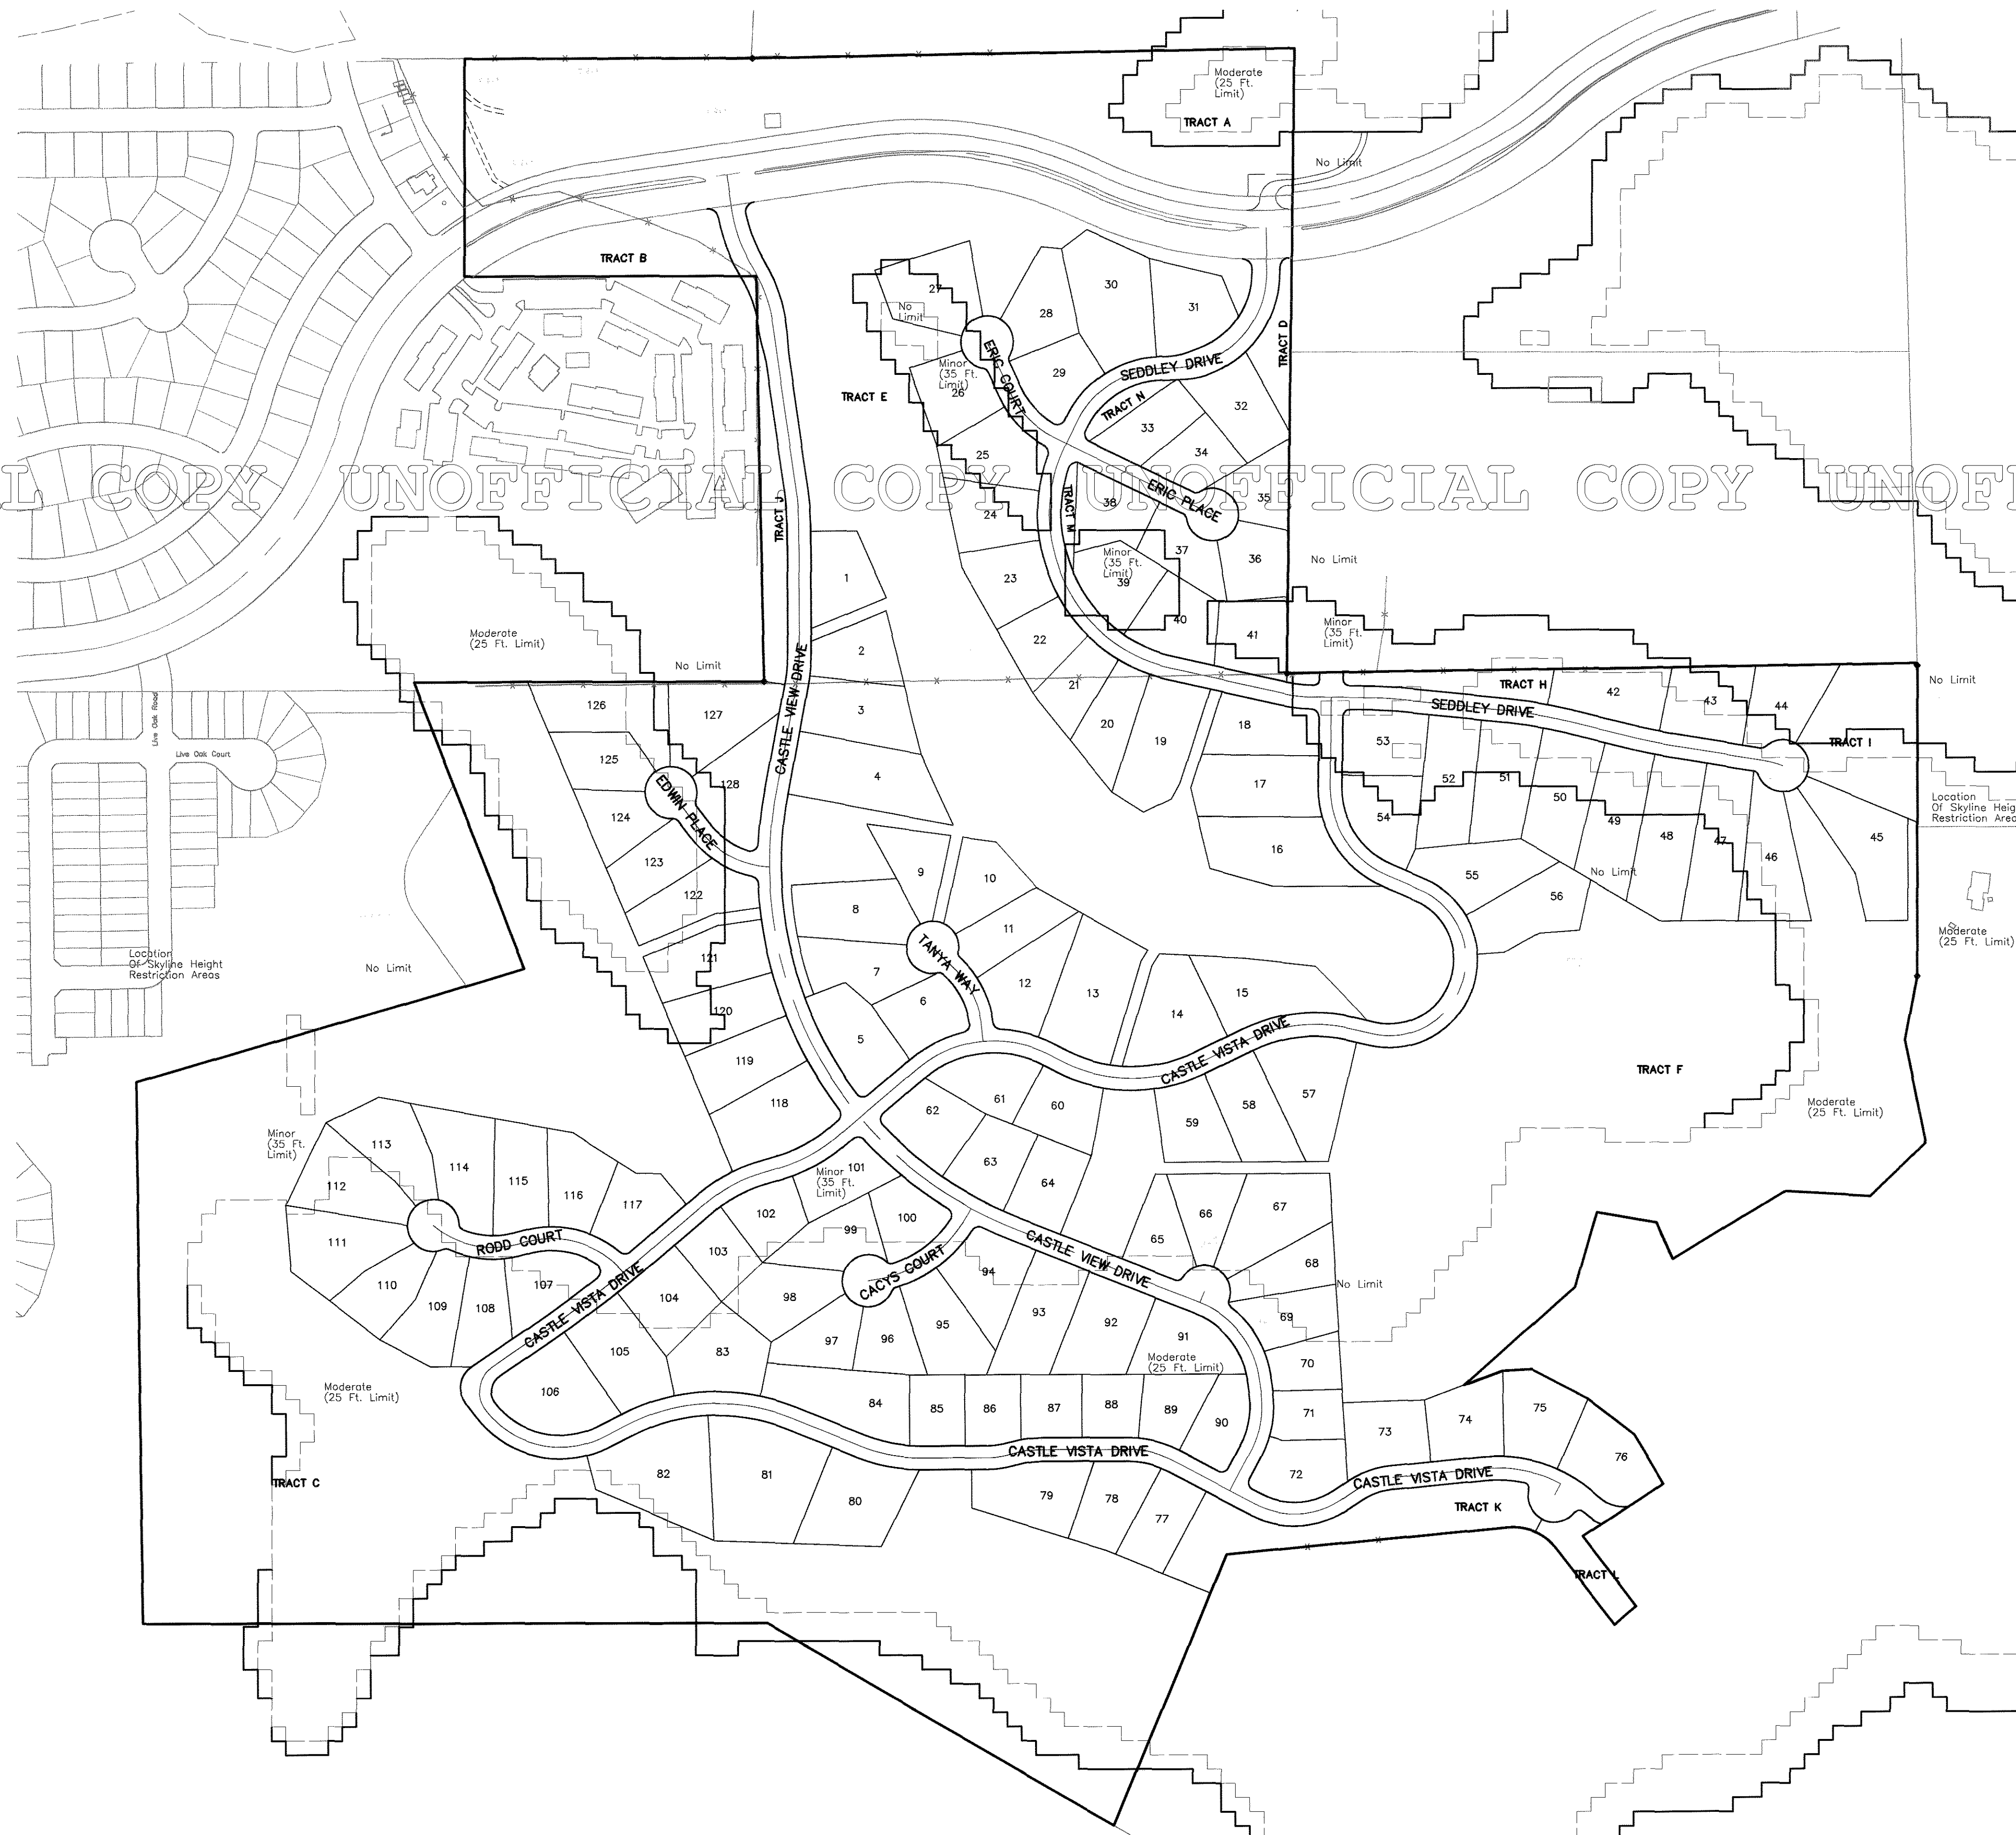 Moderate
(25 Ft.
Limit)
TRACT A
No Limit
TRACT B
27
No
Limit
28
30
31
TRACT D
ERIC COURT
29
SEDDLEY DRIVE
Minor
(35 Ft.
Limit)
26
TRACT E
TRACT N
32
33
34
25
L COPY UNOFFICIAL COPY UNOFFICIAL COPY UNOFFI
TRACT J
24
TRACT M
38
ERIC PLACE
35
37
36
No Limit
Minor
(35 Ft.
Limit)
39
1
23
40
41
Minor
(35 Ft.
Limit)
Moderate
(25 Ft. Limit)
No Limit
2
22
21
CASTLE VIEW DRIVE
TRACT H
42
43
44
No Limit
SEDDLEY DRIVE
126
127
3
20
19
18
53
TRACT I
Live Oak Road
Live Oak Court
125
128
4
17
52
51
50
Location
Of Skyline Heig
Restriction Area
EDWIN PLACE
124
54
49
48
47
46
45
123
16
55
No Limit
56
122
9
10
8
11
TANYA WAY
Moderate
(25 Ft. Limit)
Location
Of Skyline Height
Restriction Areas
No Limit
121
7
12
13
15
6
14
120
5
CASTLE VISTA DRIVE
119
TRACT F
118
62
61
60
59
58
57
Moderate
(25 Ft. Limit)
Minor
(35 Ft.
Limit)
113
114
115
116
117
112
63
64
Minor
(35 Ft.
Limit)
101
102
99
100
66
67
65
111
RODD COURT
103
CASTLE VIEW DRIVE
68
No Limit
110
109
108
107
CASTLE VISTA DRIVE
104
98
CACYS COURT
94
93
92
91
69
97
96
95
105
83
Moderate
(25 Ft. Limit)
70
106
Moderate
(25 Ft. Limit)
84
85
86
87
88
89
90
71
73
74
75
76
CASTLE VISTA DRIVE
82
81
80
79
78
77
72
CASTLE VISTA DRIVE
TRACT C
TRACT K
TRACT L